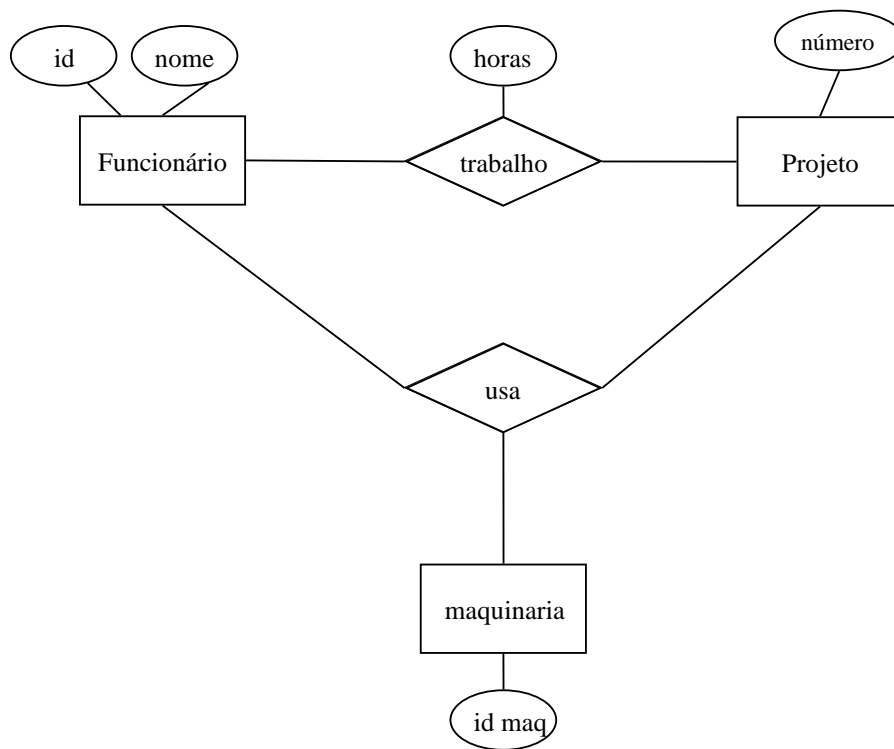 id
nome
horas
número
Funcionário
trabalho
Projeto
usa
maquinaria
id maq